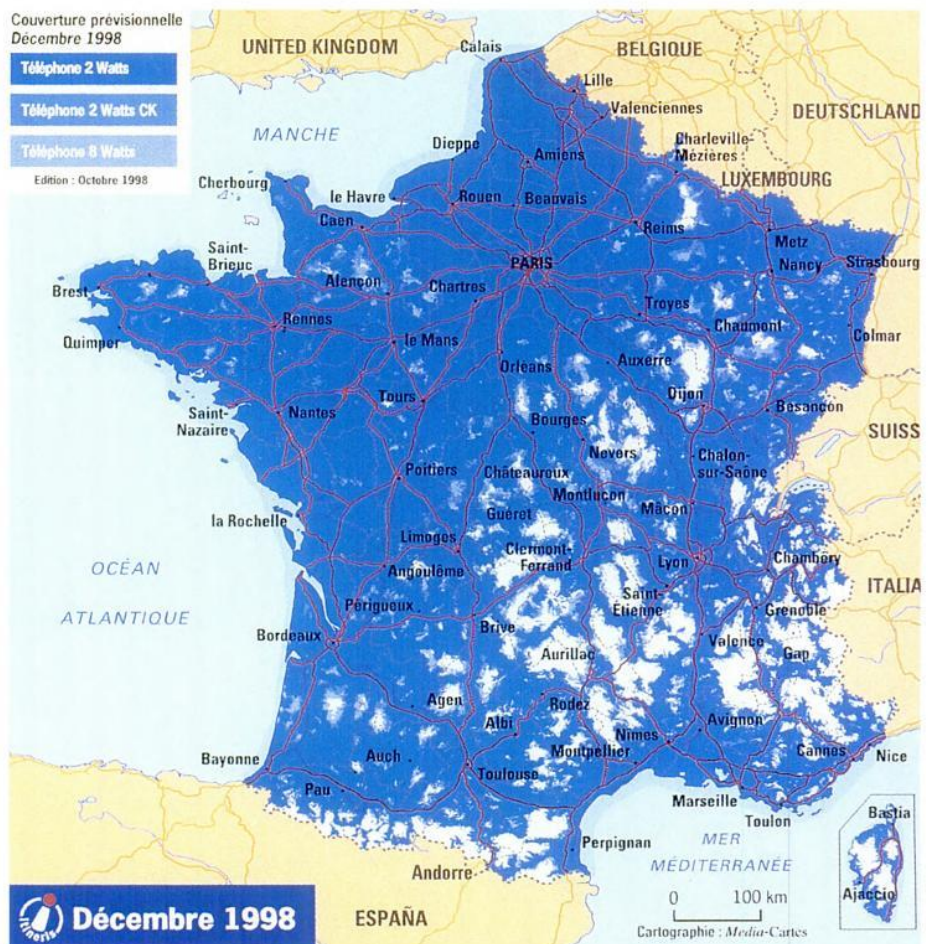 Couverture prévisionnelle
Décembre 1998
Téléphone 2 Watts
Téléphone 2 Watts CK
Téléphone 8 Watts
Edition : Octobre 1998
UNITED KINGDOM
BELGIQUE
DEUTSCHLAND
LUXEMBOURG
MANCHE
Calais
Lille
Valenciennes
Charleville-
Mézières
Dieppe
Amiens
Cherbourg
le Havre
Rouen
Beauvais
Caen
Reims
Metz
Saint-
Brieuc
PARIS
Nancy
Strasbourg
Brest
Alençon
Chartres
Troyes
Rennes
Chaumont
Quimper
le Mans
Colmar
Orléans
Auxerre
Saint-
Nazaire
Nantes
Tours
Dijon
Besançon
Bourges
SUISS
Nevers
Chalon-
sur-Saône
Poitiers
Châteauroux
Montluçon
Mâcon
la Rochelle
Guéret
Limoges
Clermont-
Ferrand
Lyon
Chambéry
OCÉAN
ATLANTIQUE
Angoulême
Saint-
Étienne
ITALIA
Périgueux
Grenoble
Bordeaux
Brive
Valence
Aurillac
Gap
Agen
Rodez
Albi
Avignon
Nîmes
Bayonne
Auch
Montpellier
Cannes
Nice
Pau
Toulouse
Marseille
Toulon
Bastia
Perpignan
MER
MÉDITERRANÉE
Andorre
Ajaccio
ESPAÑA
0 100 km
Cartographie : Media-Cartes
Itineris
Décembre 1998